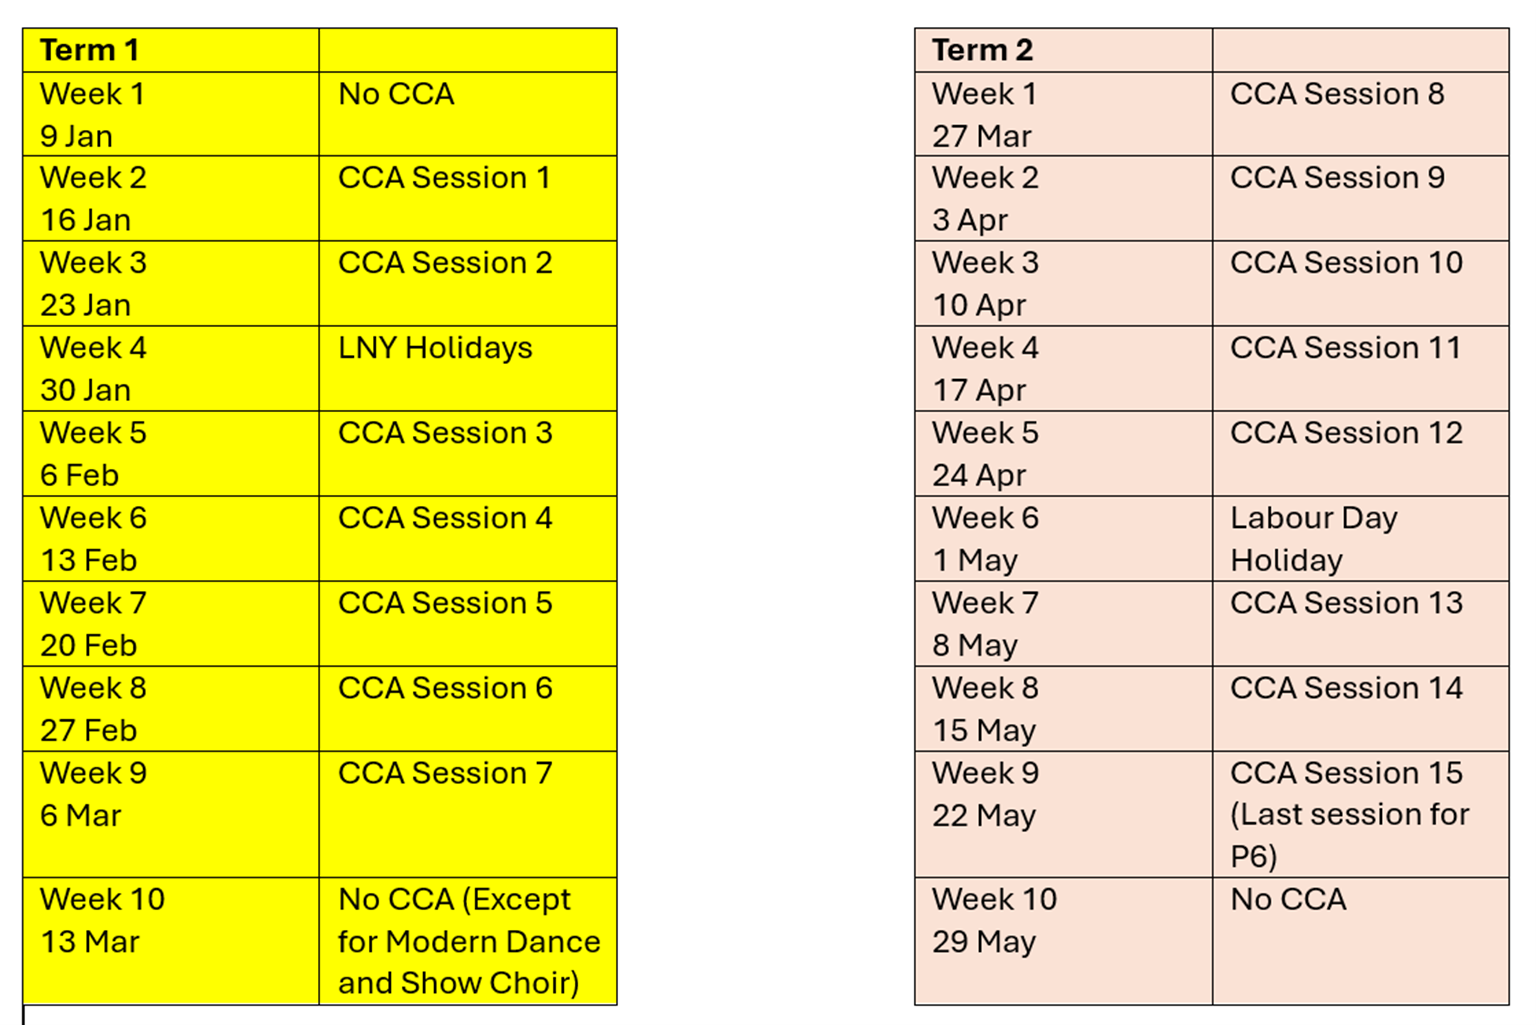 Term 1
Week 1
9 Jan
No CCA
Week 2
16 Jan
CCA Session 1
Week 3
23 Jan
CCA Session 2
Week 4
30 Jan
LNY Holidays
Week 5
6 Feb
CCA Session 3
Week 6
13 Feb
CCA Session 4
Week 7
20 Feb
CCA Session 5
Week 8
27 Feb
CCA Session 6
Week 9
6 Mar
CCA Session 7
Week 10
13 Mar
No CCA (Except
for Modern Dance
and Show Choir)
Term 2
Week 1
27 Mar
CCA Session 8
Week 2
3 Apr
CCA Session 9
Week 3
10 Apr
CCA Session 10
Week 4
17 Apr
CCA Session 11
Week 5
24 Apr
CCA Session 12
Week 6
1 May
Labour Day
Holiday
Week 7
8 May
CCA Session 13
Week 8
15 May
CCA Session 14
Week 9
22 May
CCA Session 15
(Last session for
P6)
Week 10
29 May
No CCA